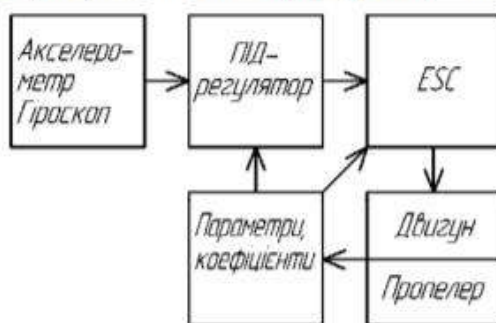 Акселеро-
метр
Гіроскоп
ПІД-
регулятор
ESC
Параметри,
коефіцієнти
Двигун
Пропелер